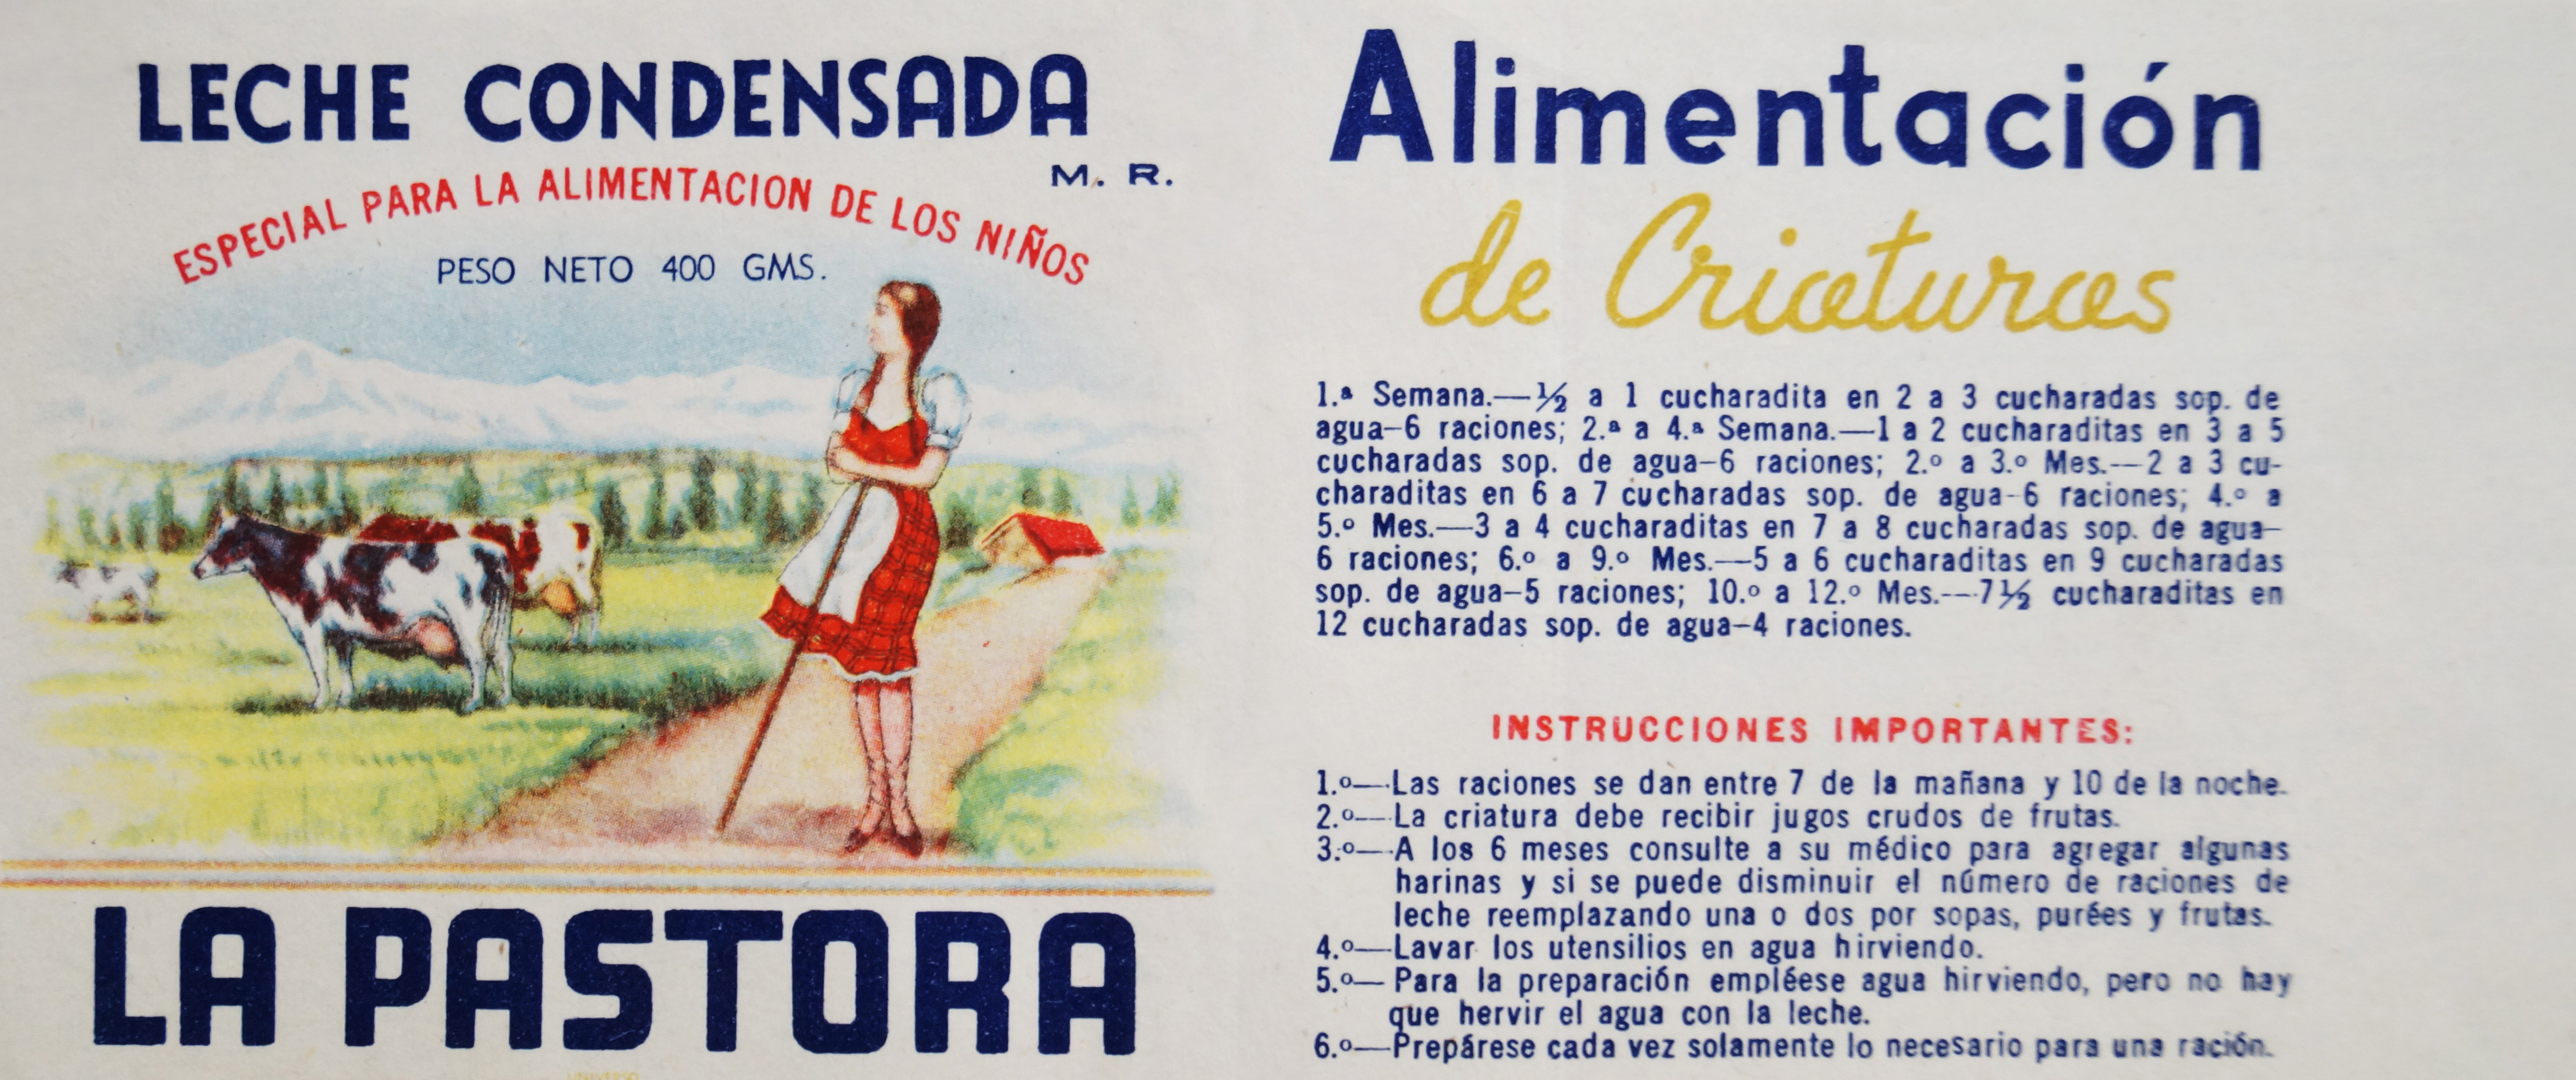 LECHE CONDENSADA
M. R.
ESPECIAL PARA LA ALIMENTACION DE LOS NIÑOS
PESO NETO 400 GMS.
LA PASTORA
UNIVERSO
Alimentación
de Criaturas
1.ª Semana.—½ a 1 cucharadita en 2 a 3 cucharadas sop. de
agua—6 raciones; 2.ª a 4.ª Semana.—1 a 2 cucharaditas en 3 a 5
cucharadas sop. de agua—6 raciones; 2.º a 3.º Mes.—2 a 3 cu-
charaditas en 6 a 7 cucharadas sop. de agua-6 raciones; 4.º a
5.º Mes.—3 a 4 cucharaditas en 7 a 8 cucharadas sop. de agua—
6 raciones; 6.º a 9.º Mes.—5 a 6 cucharaditas en 9 cucharadas
sop. de agua—5 raciones; 10.º a 12.º Mes.—7½ cucharaditas en
12 cucharadas sop. de agua—4 raciones.
INSTRUCCIONES IMPORTANTES:
1.º—Las raciones se dan entre 7 de la mañana y 10 de la noche.
2.º—La criatura debe recibir jugos crudos de frutas.
3.º—A los 6 meses consulte a su médico para agregar algunas
harinas y si se puede disminuir el número de raciones de
leche reemplazando una o dos por sopas, purées y frutas.
4.º—Lavar los utensilios en agua hirviendo.
5.º—Para la preparación empléese agua hirviendo, pero no hay
que hervir el agua con la leche.
6.º—Prepárese cada vez solamente lo necesario para una ración.